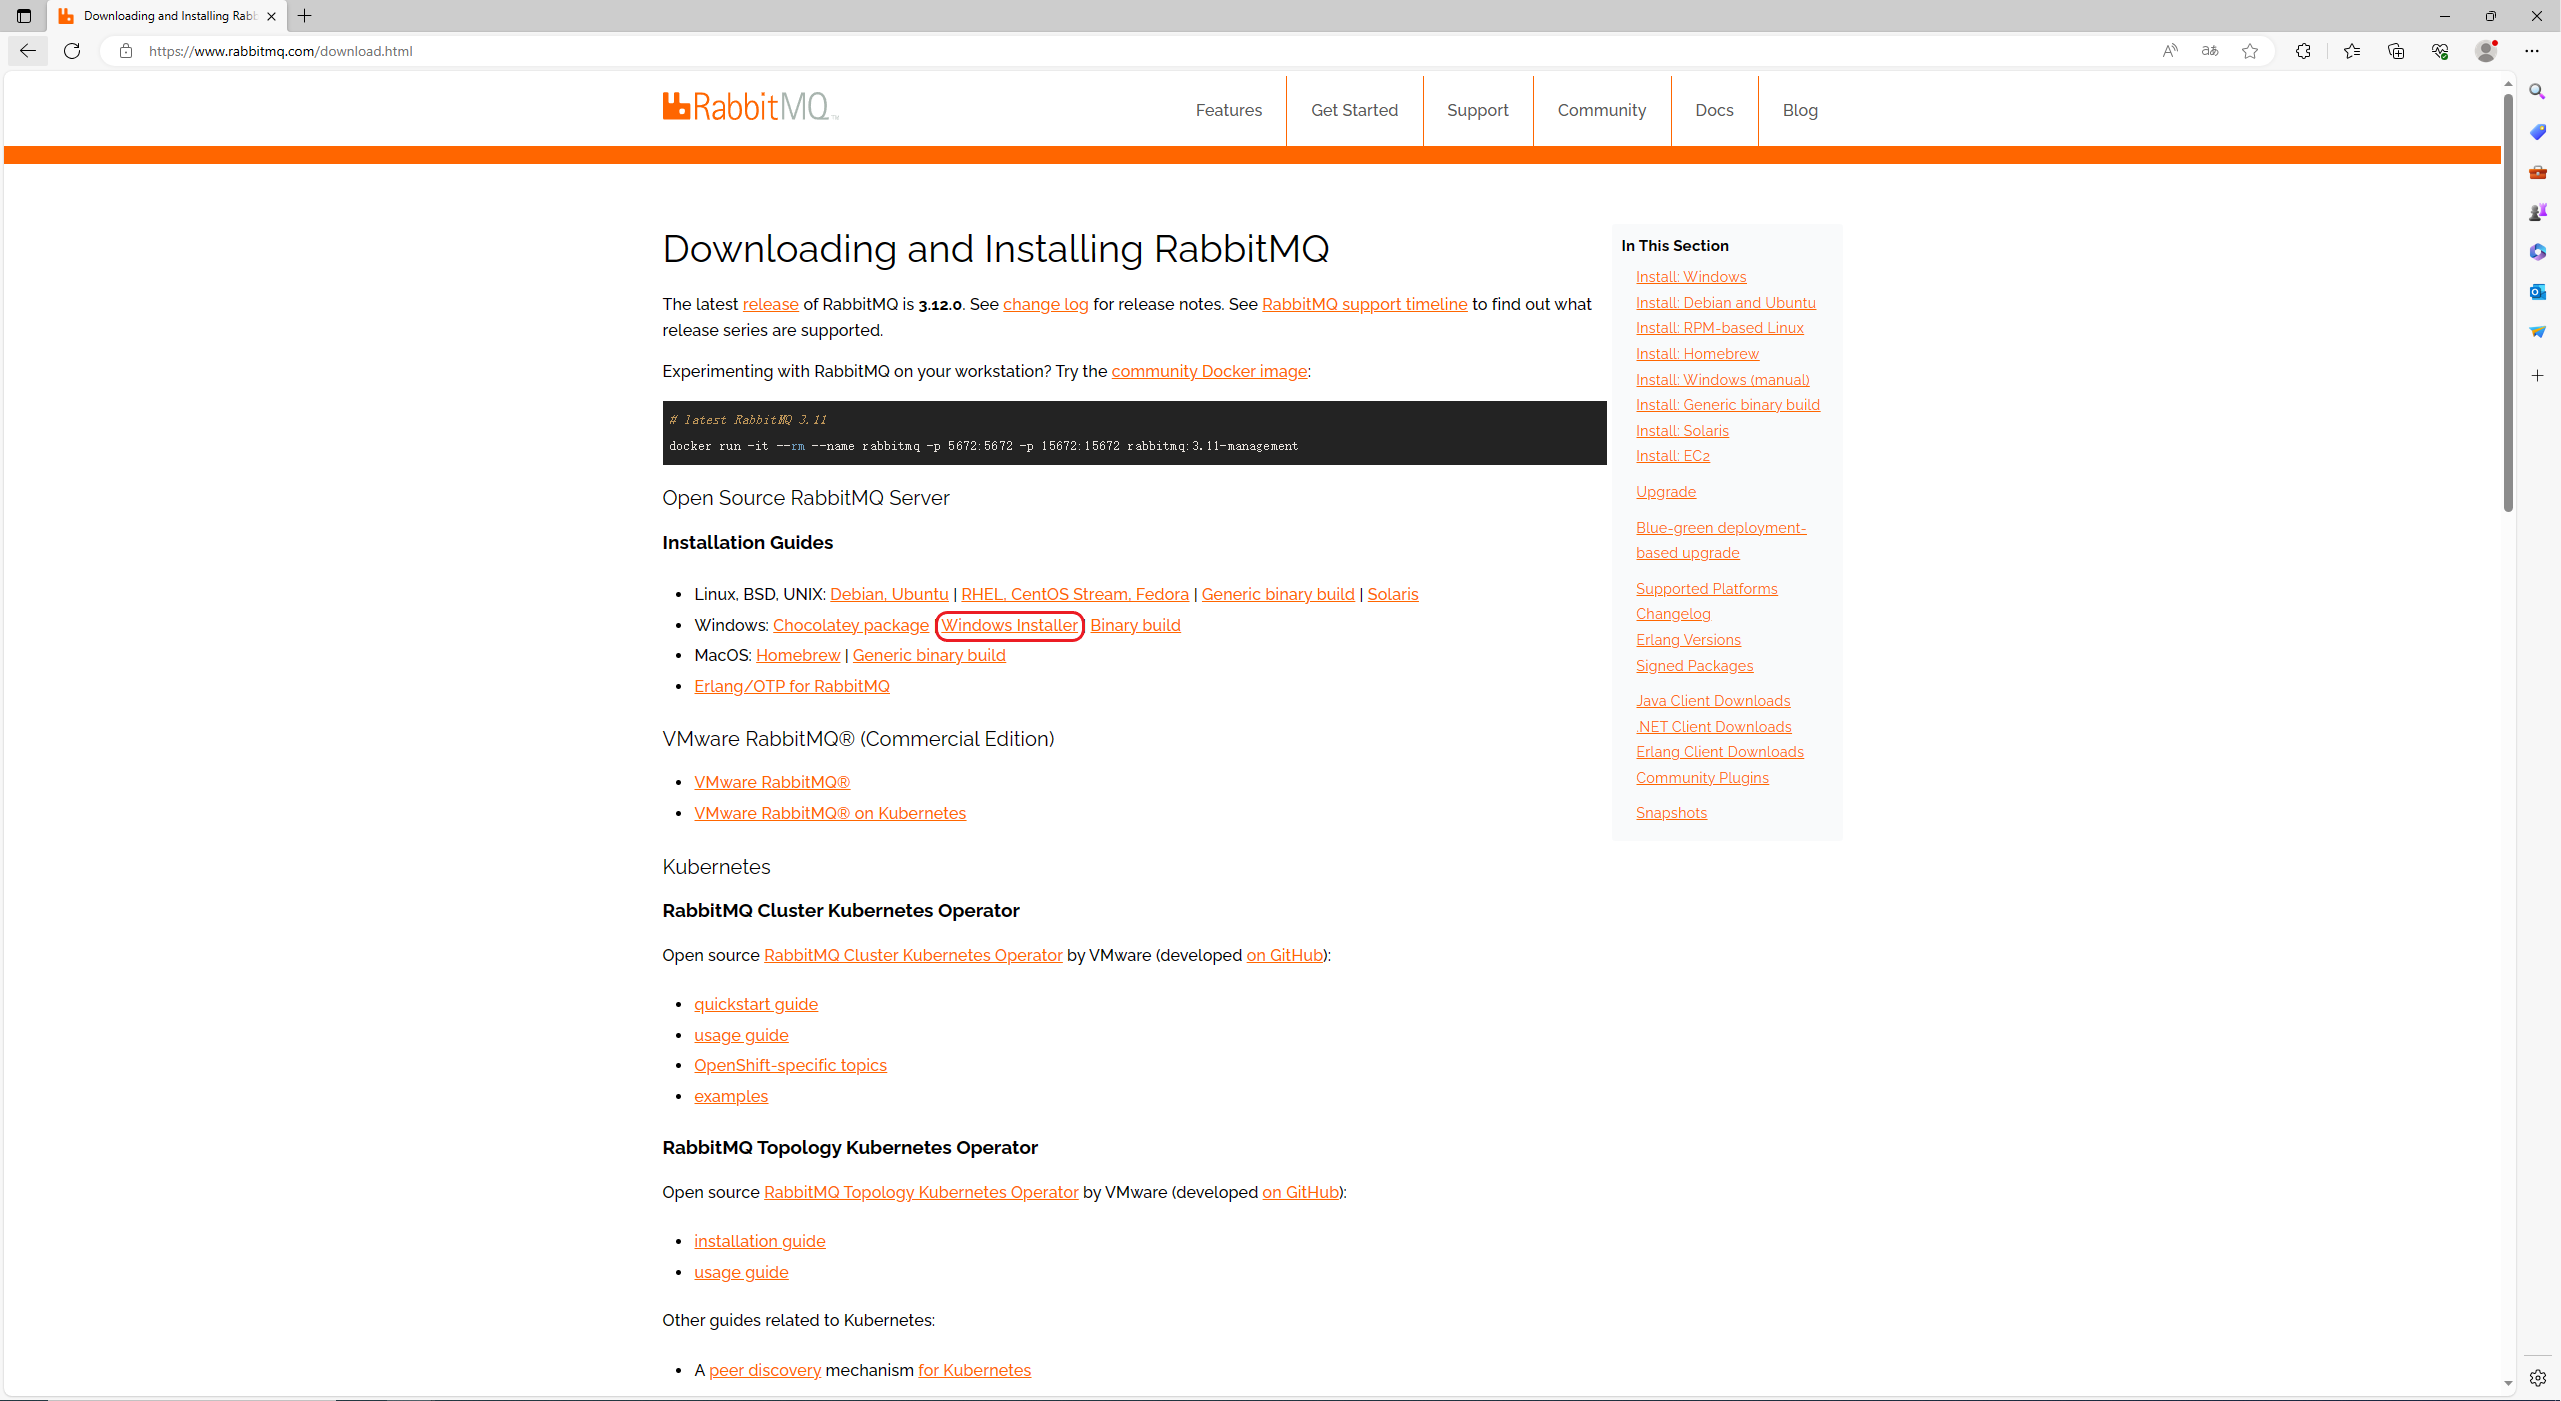 Downloading and Installing Rabb
https://www.rabbitmq.com/download.html
RabbitMQ
Features
Get Started
Support
Community
Docs
Blog
Downloading and Installing RabbitMQ
The latest release of RabbitMQ is 3.12.0. See change log for release notes. See RabbitMQ support timeline to find out what
release series are supported.
Experimenting with RabbitMQ on your workstation? Try the community Docker image:
# latest RabbitMQ 3.11
docker run -it --rm --name rabbitmq -p 5672:5672 -p 15672:15672 rabbitmq:3.11-management
Open Source RabbitMQ Server
Installation Guides
• Linux, BSD, UNIX: Debian, Ubuntu | RHEL, CentOS Stream, Fedora | Generic binary build | Solaris
• Windows: Chocolatey package | Windows Installer | Binary build
• MacOS: Homebrew | Generic binary build
• Erlang/OTP for RabbitMQ
VMware RabbitMQ® (Commercial Edition)
• VMware RabbitMQ®
• VMware RabbitMQ® on Kubernetes
Kubernetes
RabbitMQ Cluster Kubernetes Operator
Open source RabbitMQ Cluster Kubernetes Operator by VMware (developed on GitHub):
• quickstart guide
• usage guide
• OpenShift-specific topics
• examples
RabbitMQ Topology Kubernetes Operator
Open source RabbitMQ Topology Kubernetes Operator by VMware (developed on GitHub):
• installation guide
• usage guide
Other guides related to Kubernetes:
• A peer discovery mechanism for Kubernetes
In This Section
Install: Windows
Install: Debian and Ubuntu
Install: RPM-based Linux
Install: Homebrew
Install: Windows (manual)
Install: Generic binary build
Install: Solaris
Install: EC2
Upgrade
Blue-green deployment-
based upgrade
Supported Platforms
Changelog
Erlang Versions
Signed Packages
Java Client Downloads
.NET Client Downloads
Erlang Client Downloads
Community Plugins
Snapshots